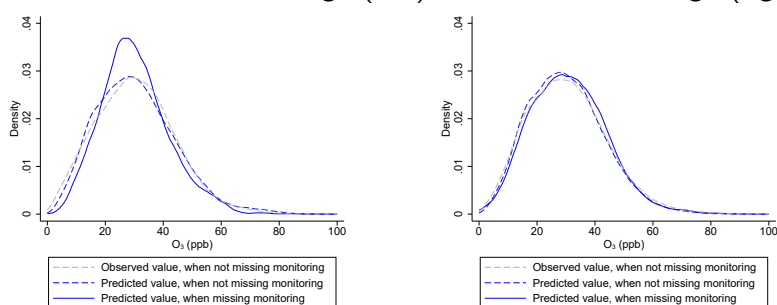 .04
.03
Density
.02
.01
0
0 20 40 60 80 100
O₃ (ppb)
Observed value, when not missing monitoring
Predicted value, when not missing monitoring
Predicted value, when missing monitoring
.04
.03
Density
.02
.01
0
0 20 40 60 80 100
O₃ (ppb)
Observed value, when not missing monitoring
Predicted value, when not missing monitoring
Predicted value, when missing monitoring